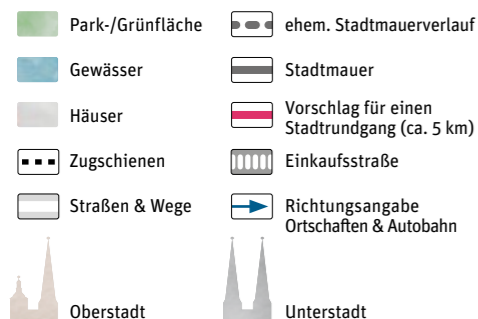 Park-/Grünfläche
Gewässer
Häuser
Zugschienen
Straßen & Wege
Oberstadt
ehem. Stadtmauerverlauf
Stadtmauer
Vorschlag für einen
Stadtrundgang (ca. 5 km)
Einkaufsstraße
Richtungsangabe
Ortschaften & Autobahn
Unterstadt